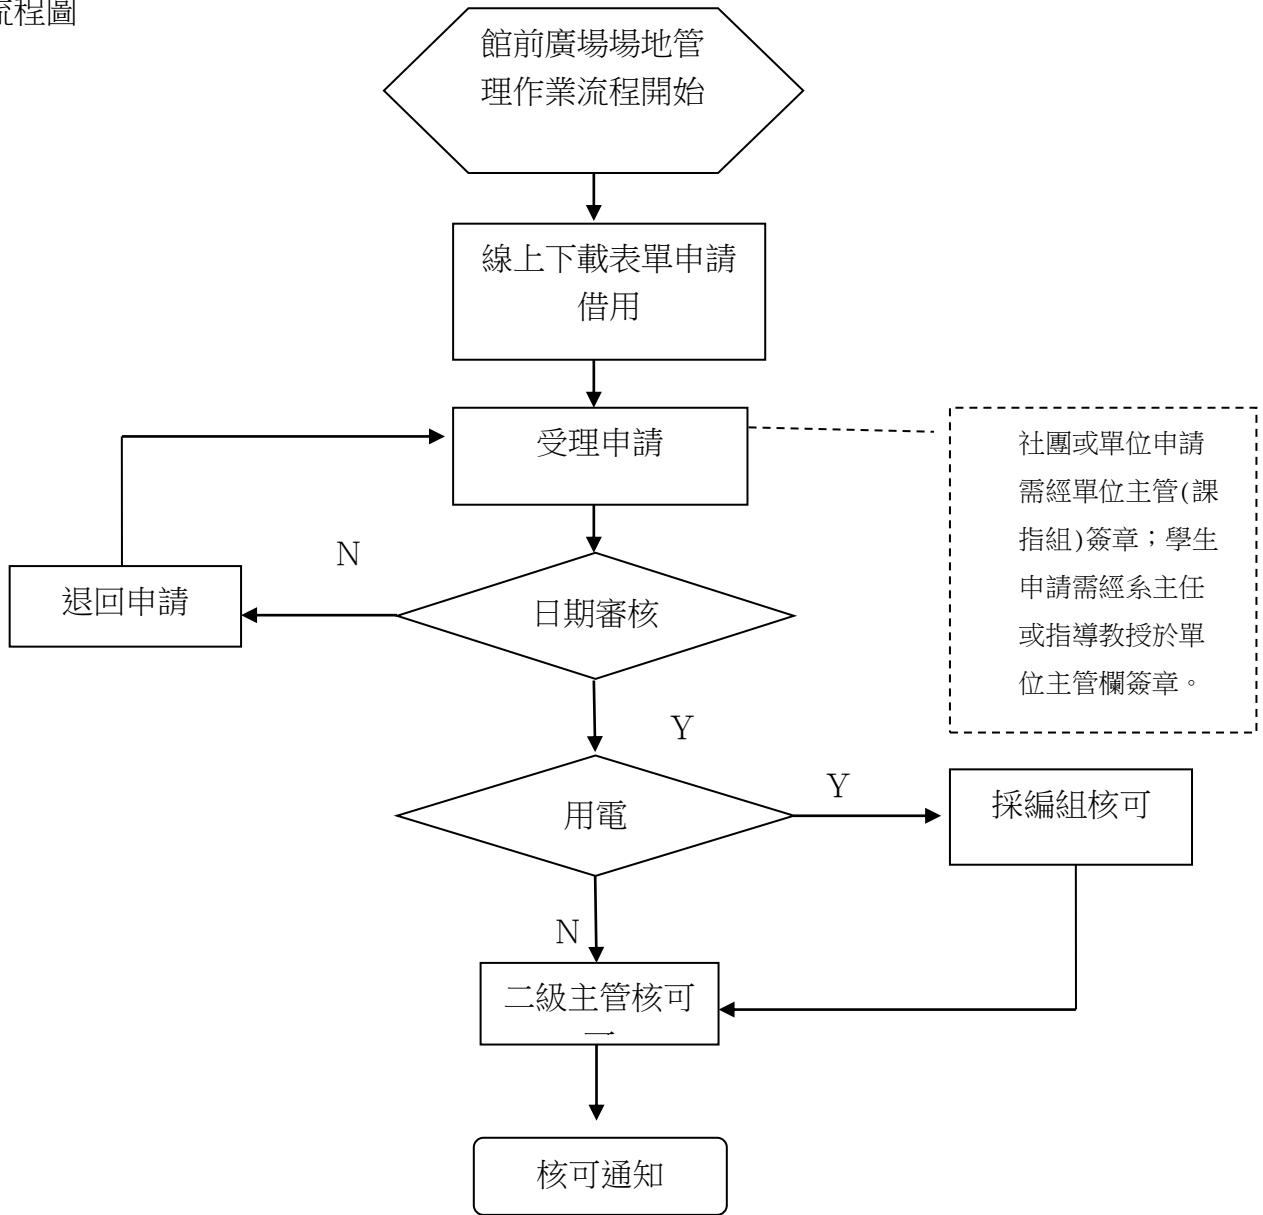 流程圖
館前廣場場地管
理作業流程開始
線上下載表單申請
借用
受理申請
社團或單位申請
需經單位主管(課
指組)簽章；學生
申請需經系主任
或指導教授於單
位主管欄簽章。
N
退回申請
日期審核
Y
用電
Y
採編組核可
N
二級主管核可
核可通知